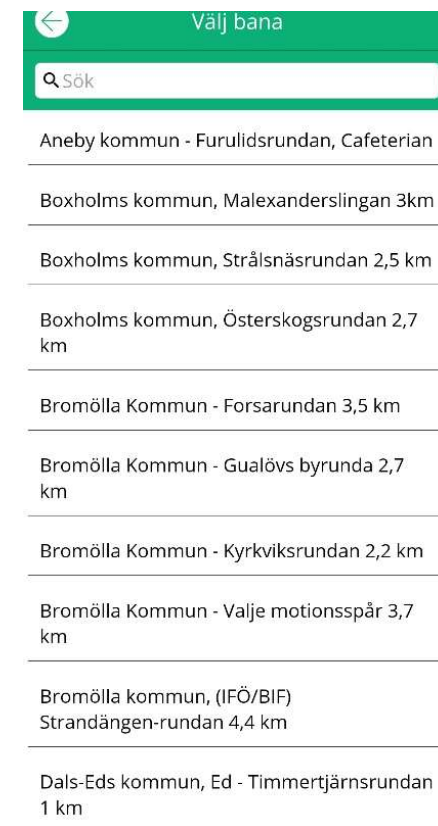 Välj bana
Sök
Aneby kommun - Furulidsrundan, Cafeterian
Boxholms kommun, Malexanderslingan 3km
Boxholms kommun, Strålsnäsrundan 2,5 km
Boxholms kommun, Österskogsrundan 2,7
km
Bromölla Kommun - Forsarundan 3,5 km
Bromölla Kommun - Gualövs byrunda 2,7
km
Bromölla Kommun - Kyrkviksrundan 2,2 km
Bromölla Kommun - Valje motionsspår 3,7
km
Bromölla kommun, (IFÖ/BIF)
Strandängen-rundan 4,4 km
Dals-Eds kommun, Ed - Timmertjärnsrundan
1 km